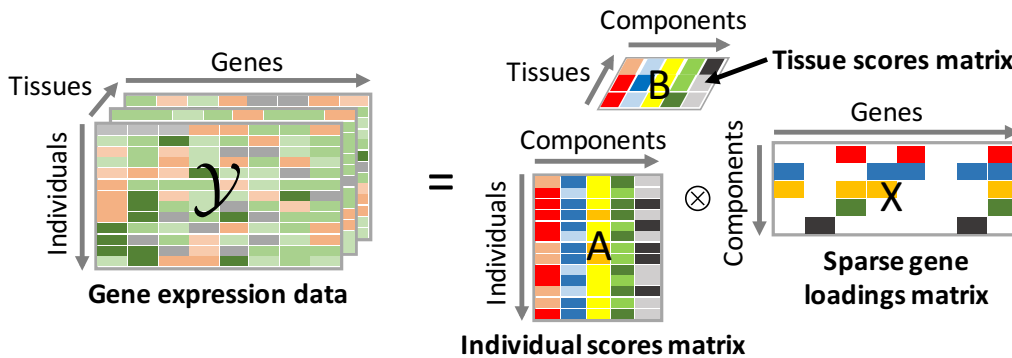 Tissues
Genes
Individuals
𝒴
Gene expression data
=
Components
Tissues
B
Tissue scores matrix
Components
Individuals
A
Individual scores matrix
⊗
Genes
Components
X
Sparse gene
loadings matrix